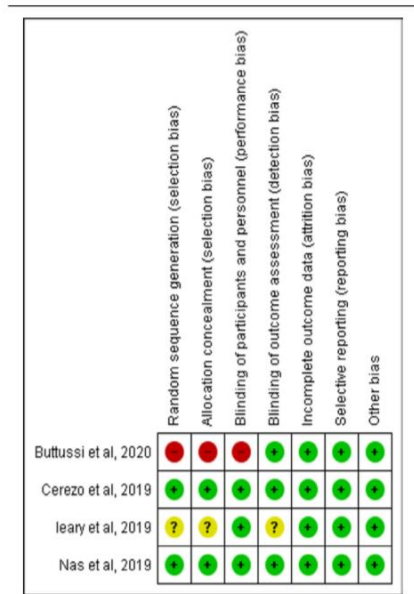 Random sequence generation (selection bias)
Allocation concealment (selection bias)
Blinding of participants and personnel (performance bias)
Blinding of outcome assessment (detection bias)
Incomplete outcome data (attrition bias)
Selective reporting (reporting bias)
Other bias
Buttussi et al, 2020 - - - + + + +
Cerezo et al, 2019 + + + + + + +
leary et al, 2019 ? ? + ? + + +
Nas et al, 2019 + + + + + + +